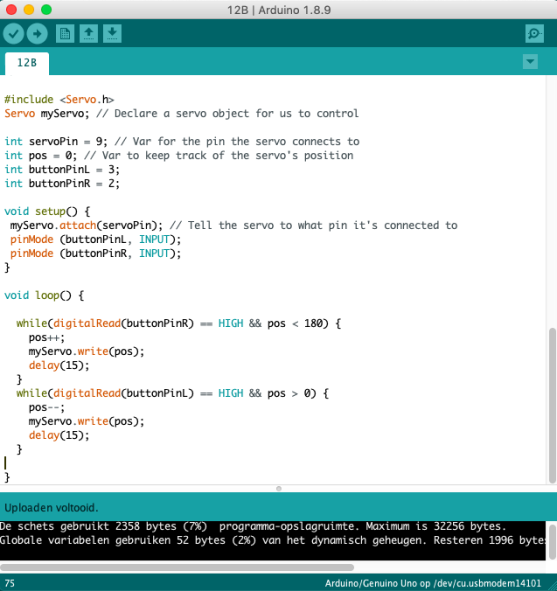 12B | Arduino 1.8.9
12B
#include <Servo.h>
Servo myServo; // Declare a servo object for us to control
int servoPin = 9; // Var for the pin the servo connects to
int pos = 0; // Var to keep track of the servo's position
int buttonPinL = 3;
int buttonPinR = 2;
void setup() {
myServo.attach(servoPin); // Tell the servo to what pin it's connected to
pinMode (buttonPinL, INPUT);
pinMode (buttonPinR, INPUT);
}
void loop() {
while(digitalRead(buttonPinR) == HIGH && pos < 180) {
pos++;
myServo.write(pos);
delay(15);
}
while(digitalRead(buttonPinL) == HIGH && pos > 0) {
pos--;
myServo.write(pos);
delay(15);
}
}
Uploaden voltooid.
De schets gebruikt 2358 bytes (7%) programma-opslagruimte. Maximum is 32256 bytes.
Globale variabelen gebruiken 52 bytes (2%) van het dynamisch geheugen. Resteren 1996 byte
75
Arduino/Genuino Uno op /dev/cu.usbmodem14101